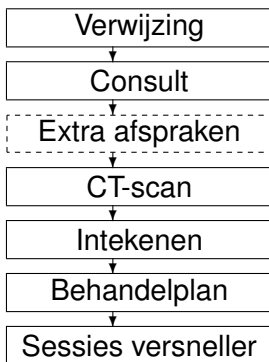 Verwijzing
Consult
Extra afspraken
CT-scan
Intekenen
Behandelplan
Sessies versneller